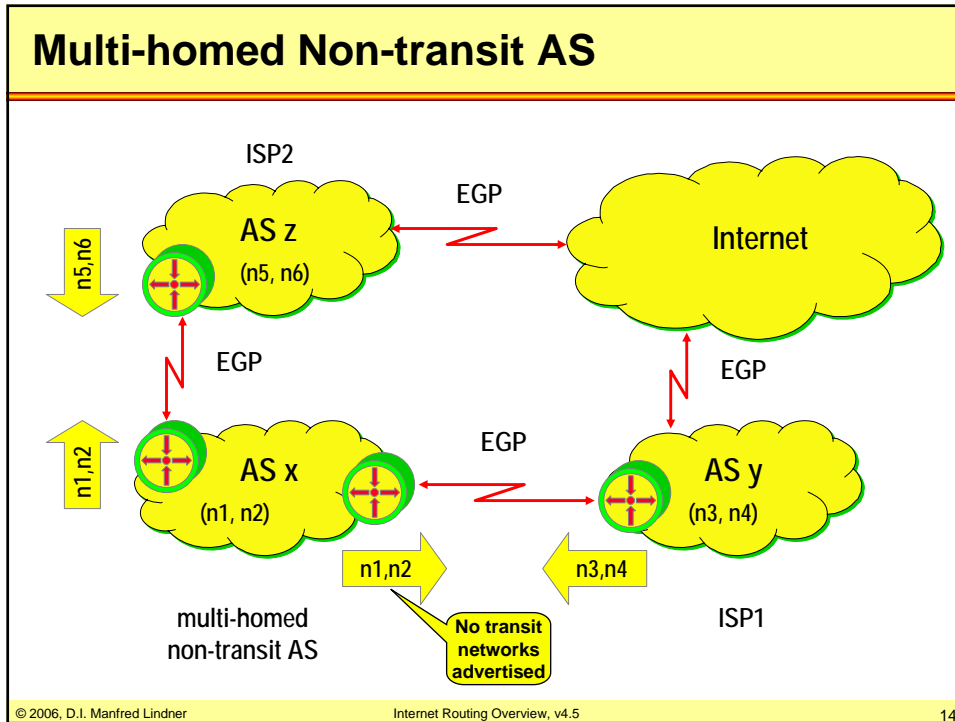 Multi-homed Non-transit AS
ISP2
EGP
AS z
(n5, n6)
Internet
n5,n6
EGP
EGP
n1,n2
AS x
(n1, n2)
EGP
AS y
(n3, n4)
n1,n2
n3,n4
multi-homed
non-transit AS
No transit
networks
advertised
ISP1
© 2006, D.I. Manfred Lindner
Internet Routing Overview, v4.5
14